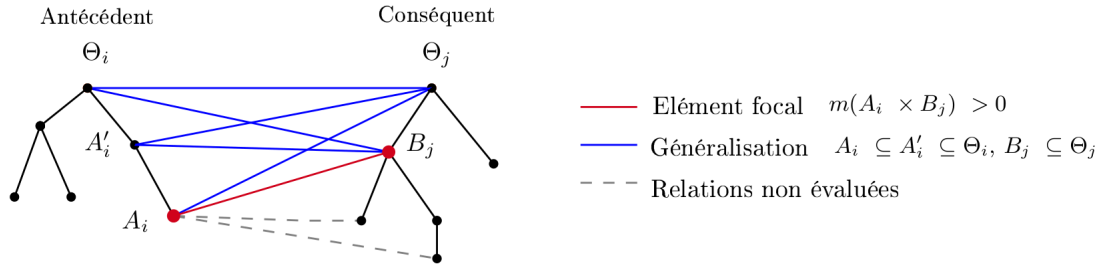 Antécédent
Conséquent
Θᵢ
Θⱼ
A′ᵢ
Bⱼ
Aᵢ
Elément focal m(Aᵢ × Bⱼ) > 0
Généralisation Aᵢ ⊆ A′ᵢ ⊆ Θᵢ, Bⱼ ⊆ Θⱼ
Relations non évaluées